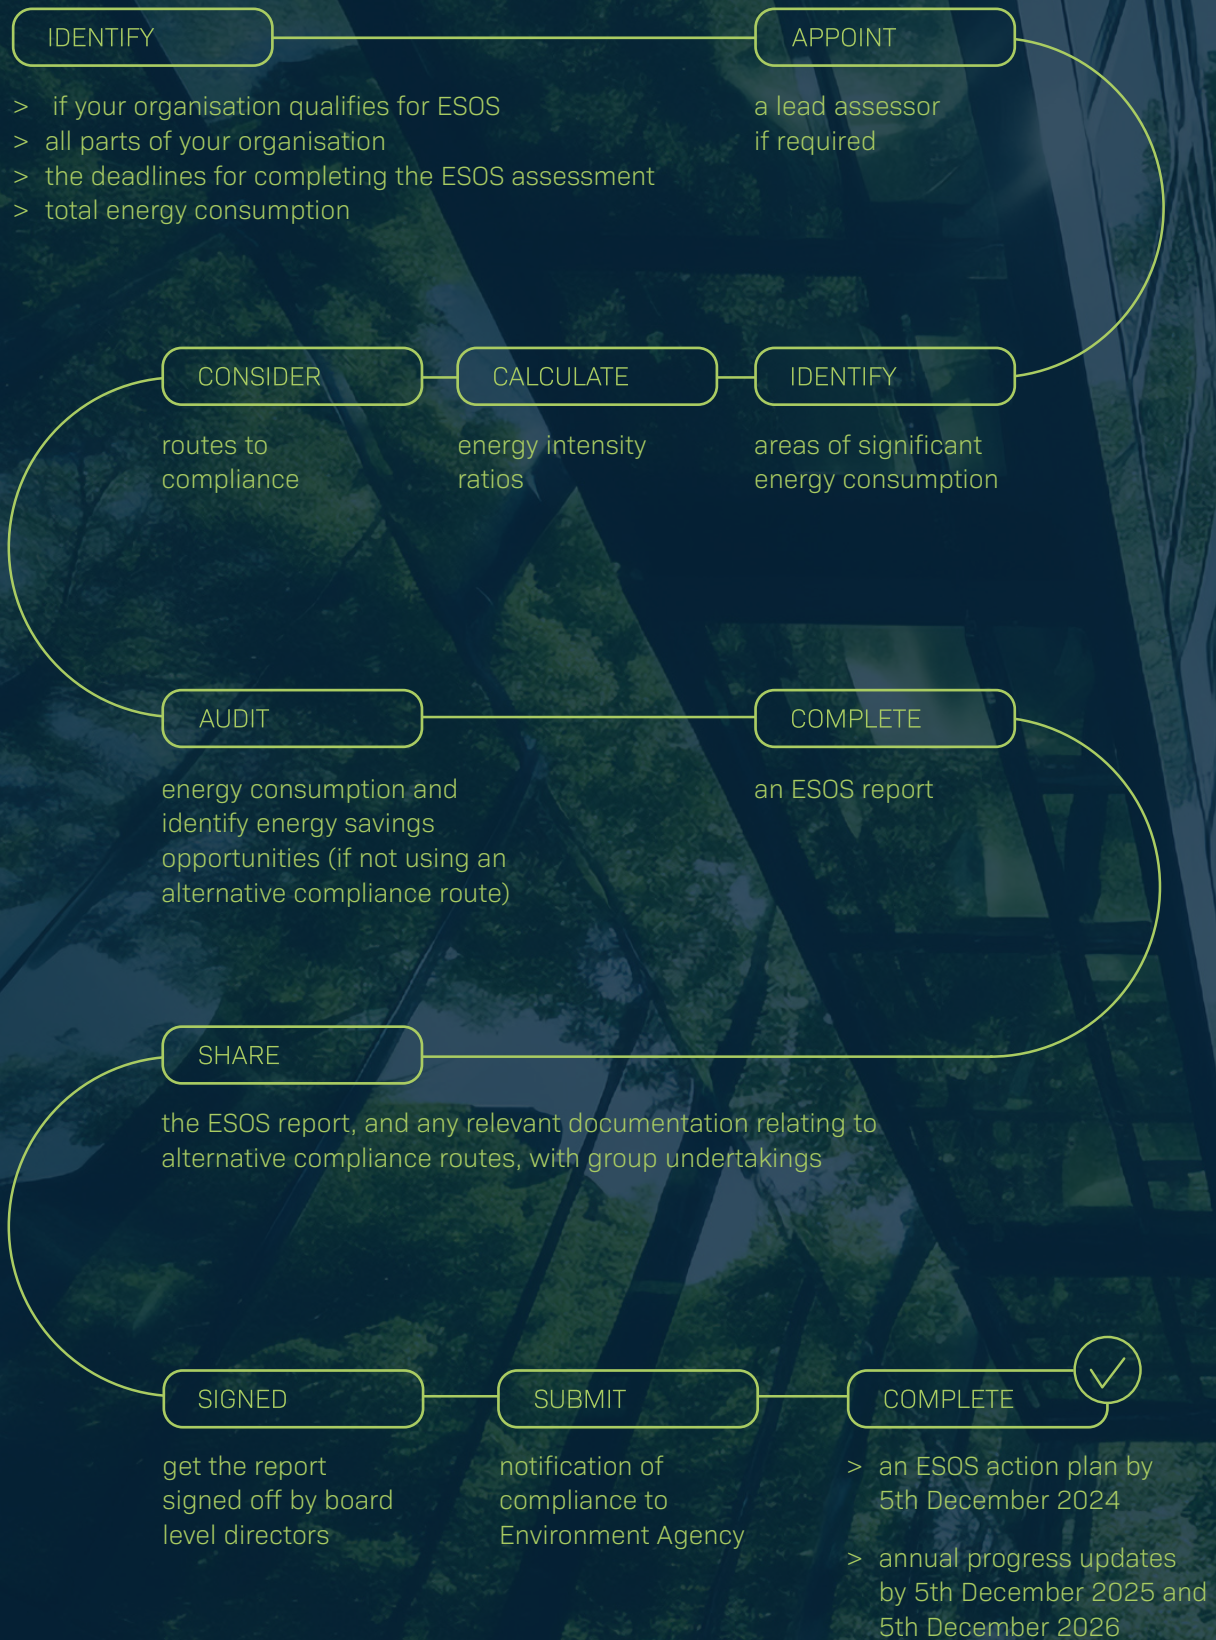 IDENTIFY
> if your organisation qualifies for ESOS
> all parts of your organisation
> the deadlines for completing the ESOS assessment
> total energy consumption
APPOINT
a lead assessor
if required
IDENTIFY
areas of significant
energy consumption
CALCULATE
energy intensity
ratios
CONSIDER
routes to
compliance
AUDIT
energy consumption and
identify energy savings
opportunities (if not using an
alternative compliance route)
COMPLETE
an ESOS report
SHARE
the ESOS report, and any relevant documentation relating to
alternative compliance routes, with group undertakings
SIGNED
get the report
signed off by board
level directors
SUBMIT
notification of
compliance to
Environment Agency
COMPLETE
> an ESOS action plan by
5th December 2024
> annual progress updates
by 5th December 2025 and
5th December 2026